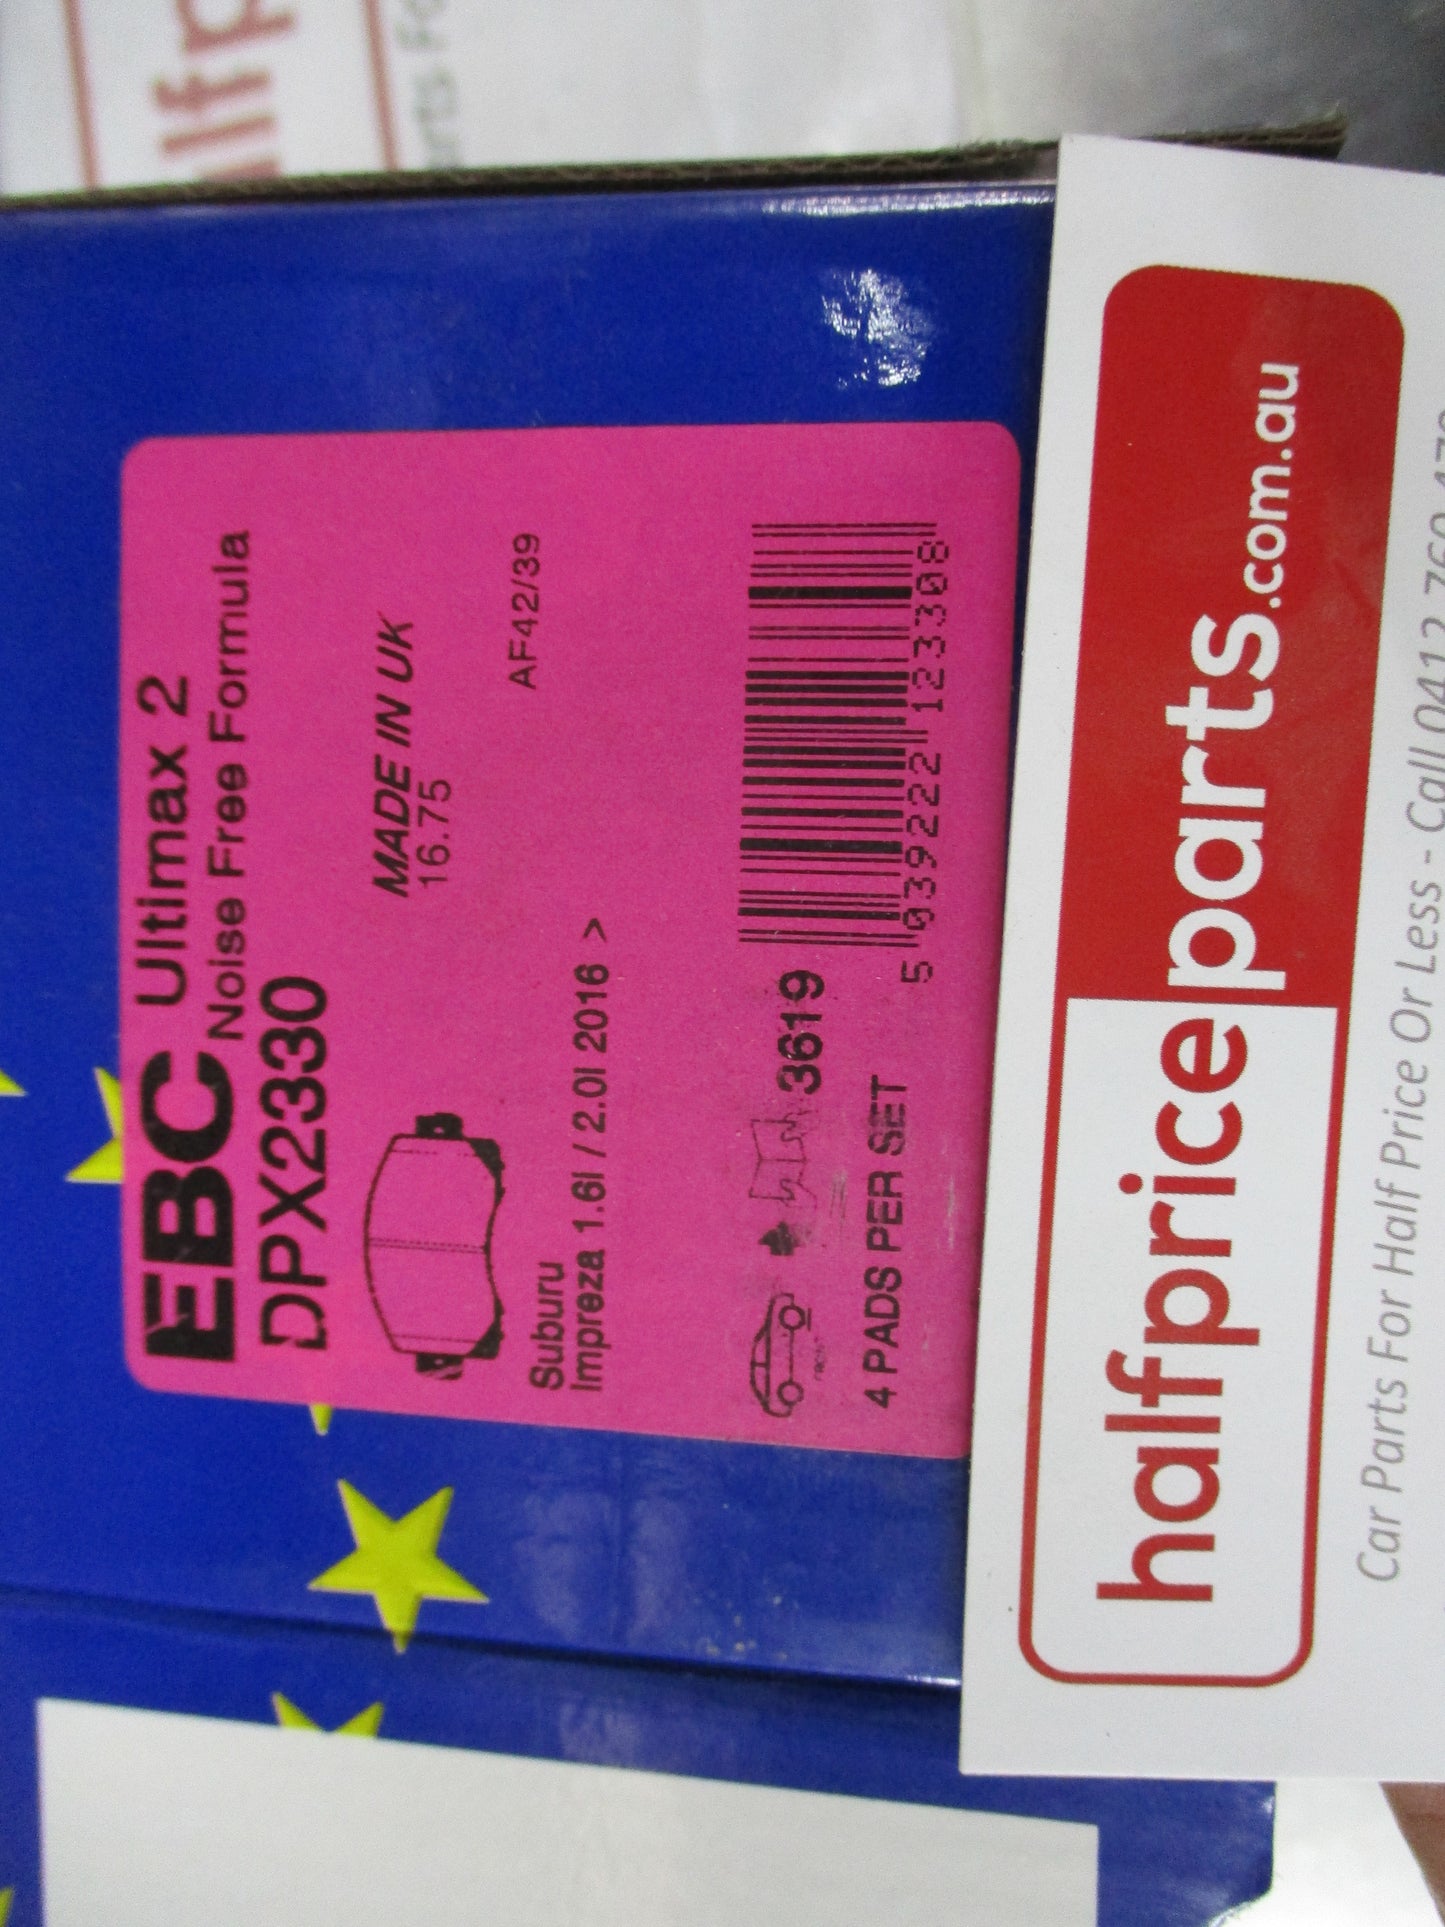 EBC Ultimax 2
Noise Free Formula
DPX2330
MADE IN UK
16.75
AF42/39
Suburu
Impreza 1.6l / 2.0l 2016 >
3619
4 PADS PER SET
5 039222 123308
halfpriceparts.com.au
Car Parts For Half Price Or Less - Call 0412